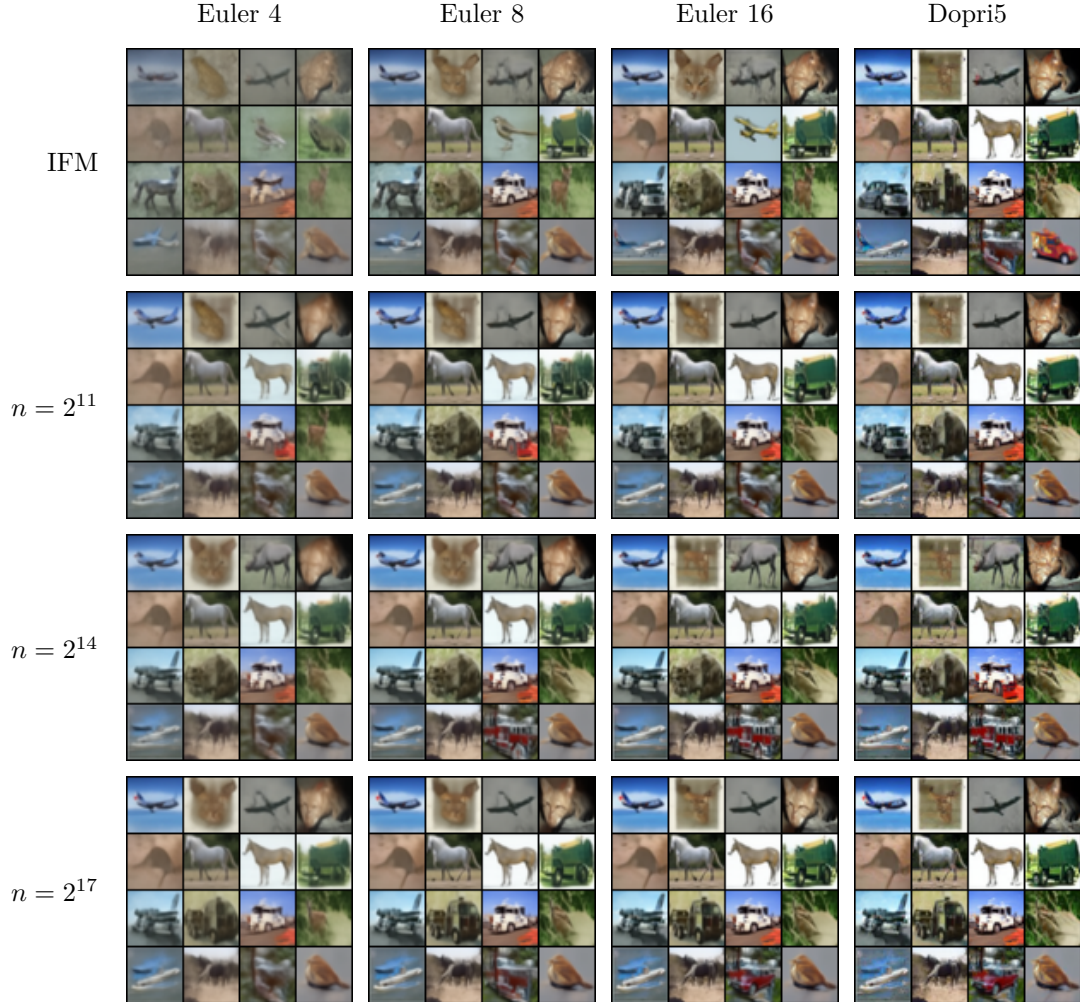 Euler 4 Euler 8 Euler 16 Dopri5
IFM
n = 2^11
n = 2^14
n = 2^17